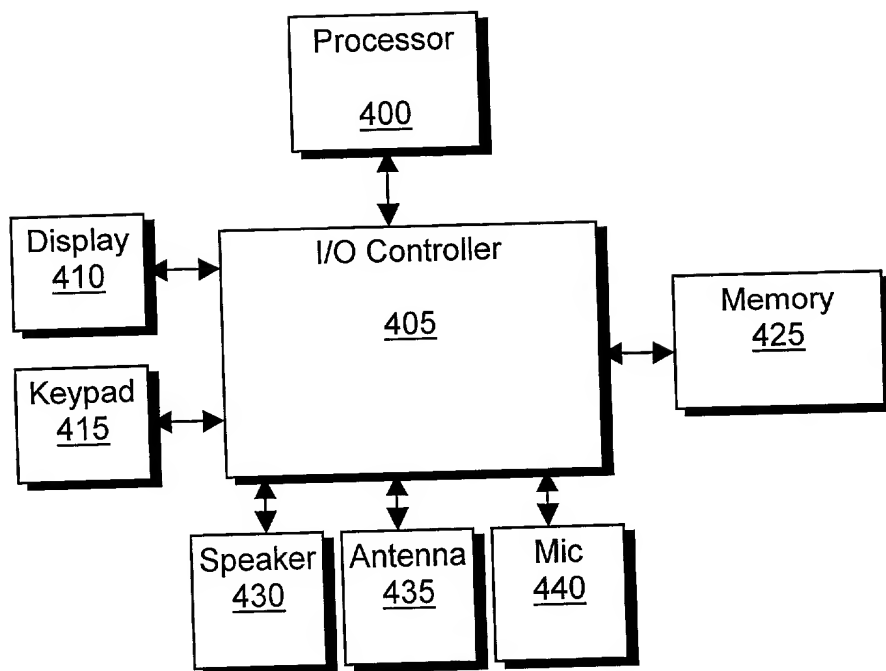 Processor
400
Display
410
I/O Controller
405
Memory
425
Keypad
415
Speaker
430
Antenna
435
Mic
440